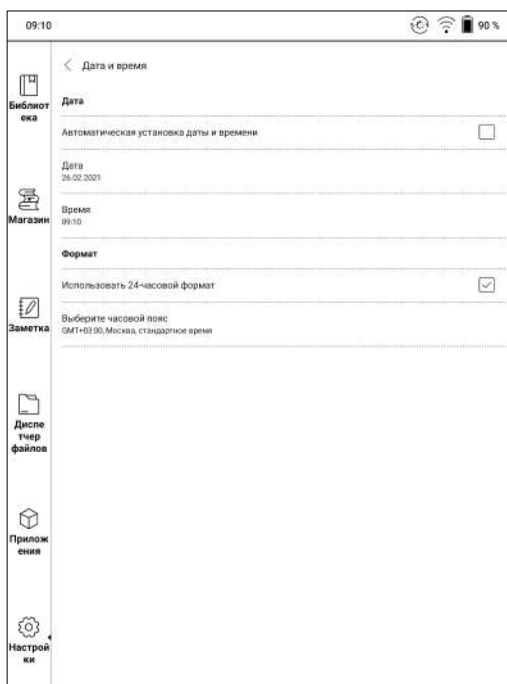 09:10
90 %
Дата и время
Дата
Автоматическая установка даты и времени
Дата
26.02.2021
Время
09:10
Формат
Использовать 24-часовой формат
Выберите часовой пояс
GMT+03:00, Москва, стандартное время
Библиот
ека
Магазин
Заметка
Диспе
тчер
файлов
Прилож
ения
Настрой
ки